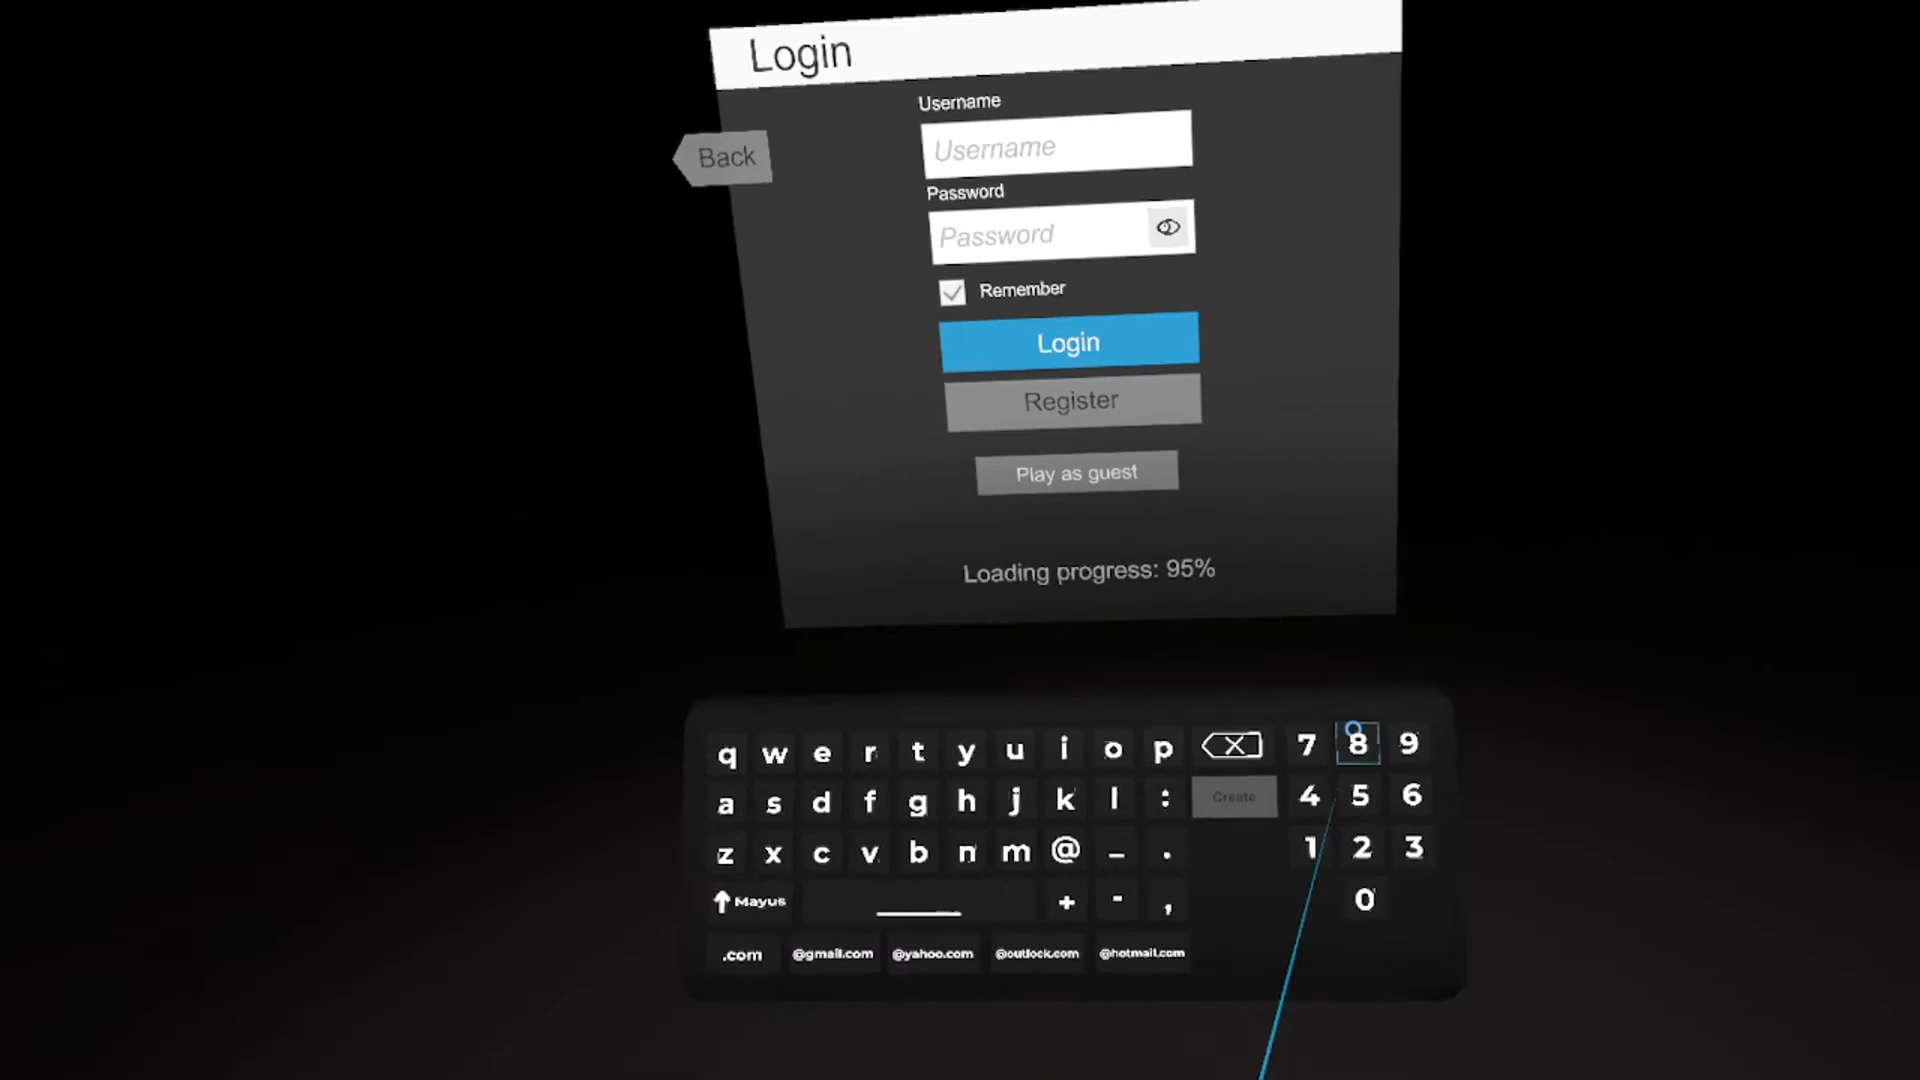 Login
Back
Username
Username
Password
Password
Remember
Login
Register
Play as guest
Loading progress: 95%
q w e r t y u i o p X 7 8 9
a s d f g h j k l : Create 4 5 6
z x c v b n m @ _ . 1 2 3
Mayus + - , 0
.com @gmail.com @yahoo.com @outlock.com @hotmail.com